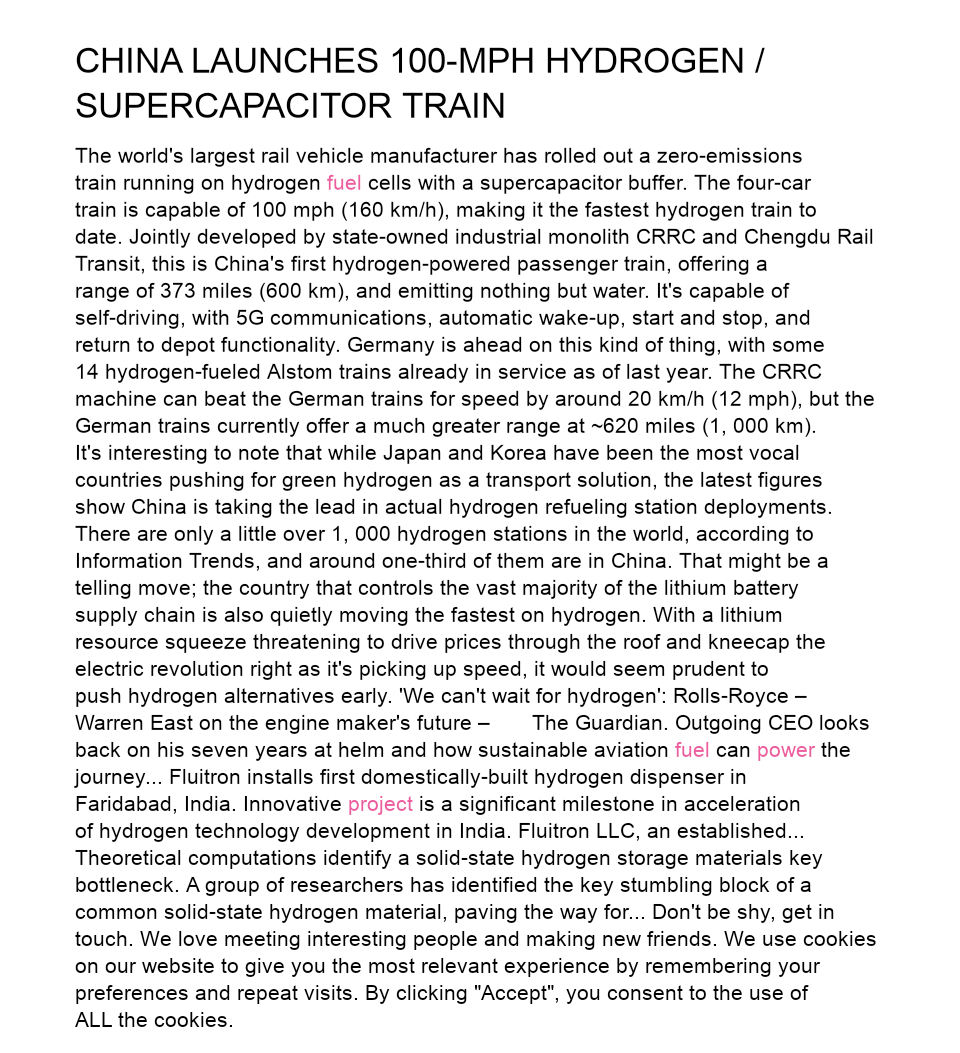 CHINA LAUNCHES 100-MPH HYDROGEN /
SUPERCAPACITOR TRAIN
The world's largest rail vehicle manufacturer has rolled out a zero-emissions
train running on hydrogen fuel cells with a supercapacitor buffer. The four-car
train is capable of 100 mph (160 km/h), making it the fastest hydrogen train to
date. Jointly developed by state-owned industrial monolith CRRC and Chengdu Rail
Transit, this is China's first hydrogen-powered passenger train, offering a
range of 373 miles (600 km), and emitting nothing but water. It's capable of
self-driving, with 5G communications, automatic wake-up, start and stop, and
return to depot functionality. Germany is ahead on this kind of thing, with some
14 hydrogen-fueled Alstom trains already in service as of last year. The CRRC
machine can beat the German trains for speed by around 20 km/h (12 mph), but the
German trains currently offer a much greater range at ~620 miles (1, 000 km).
It's interesting to note that while Japan and Korea have been the most vocal
countries pushing for green hydrogen as a transport solution, the latest figures
show China is taking the lead in actual hydrogen refueling station deployments.
There are only a little over 1, 000 hydrogen stations in the world, according to
Information Trends, and around one-third of them are in China. That might be a
telling move; the country that controls the vast majority of the lithium battery
supply chain is also quietly moving the fastest on hydrogen. With a lithium
resource squeeze threatening to drive prices through the roof and kneecap the
electric revolution right as it's picking up speed, it would seem prudent to
push hydrogen alternatives early. 'We can't wait for hydrogen': Rolls-Royce –
Warren East on the engine maker's future – The Guardian. Outgoing CEO looks
back on his seven years at helm and how sustainable aviation fuel can power the
journey... Fluitron installs first domestically-built hydrogen dispenser in
Faridabad, India. Innovative project is a significant milestone in acceleration
of hydrogen technology development in India. Fluitron LLC, an established...
Theoretical computations identify a solid-state hydrogen storage materials key
bottleneck. A group of researchers has identified the key stumbling block of a
common solid-state hydrogen material, paving the way for... Don't be shy, get in
touch. We love meeting interesting people and making new friends. We use cookies
on our website to give you the most relevant experience by remembering your
preferences and repeat visits. By clicking "Accept", you consent to the use of
ALL the cookies.